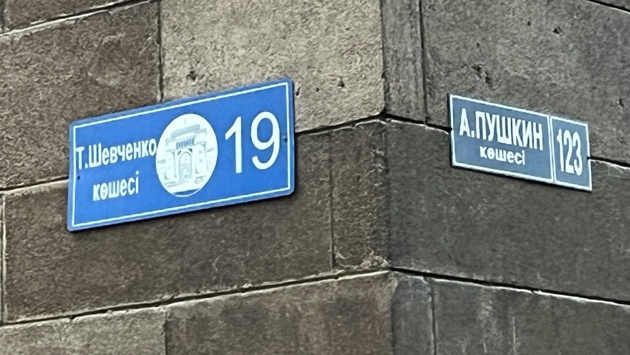 Т.Шевченко
көшесі
19
А.ПУШКИН
көшесі
123